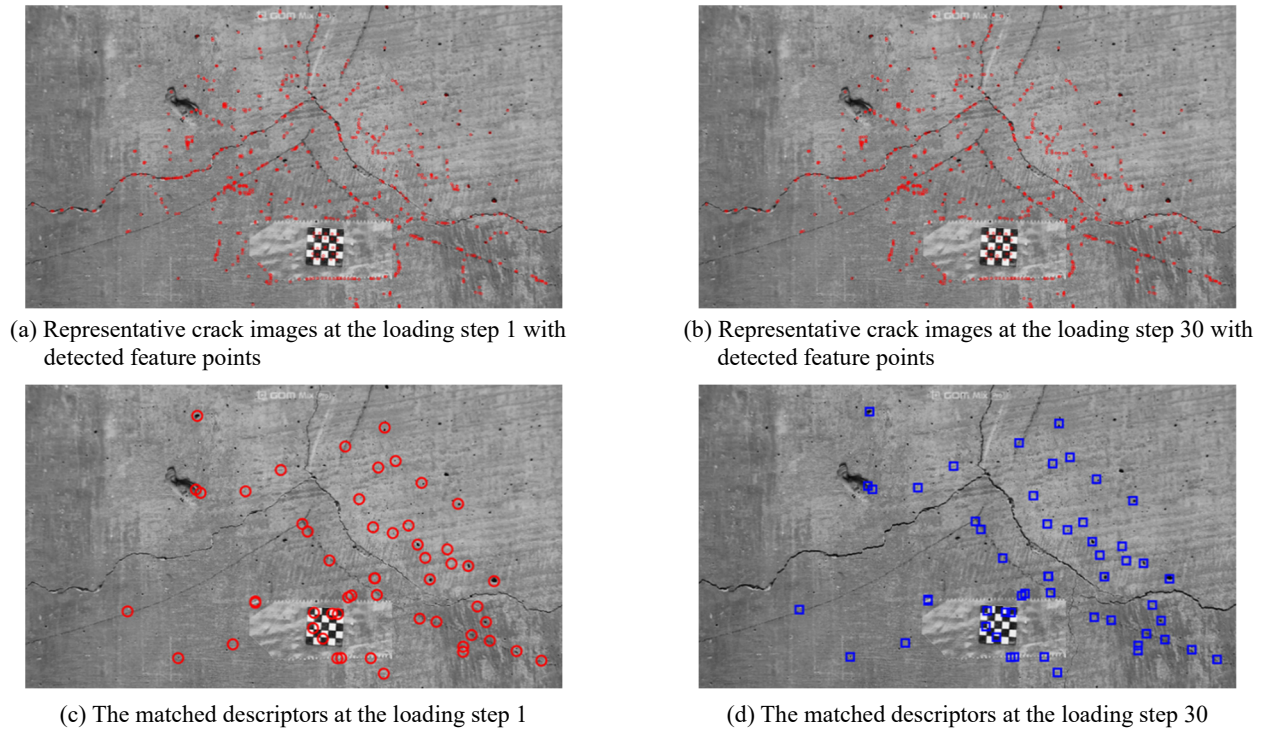 (a) Representative crack images at the loading step 1 with
detected feature points
(b) Representative crack images at the loading step 30 with
detected feature points
(c) The matched descriptors at the loading step 1
(d) The matched descriptors at the loading step 30